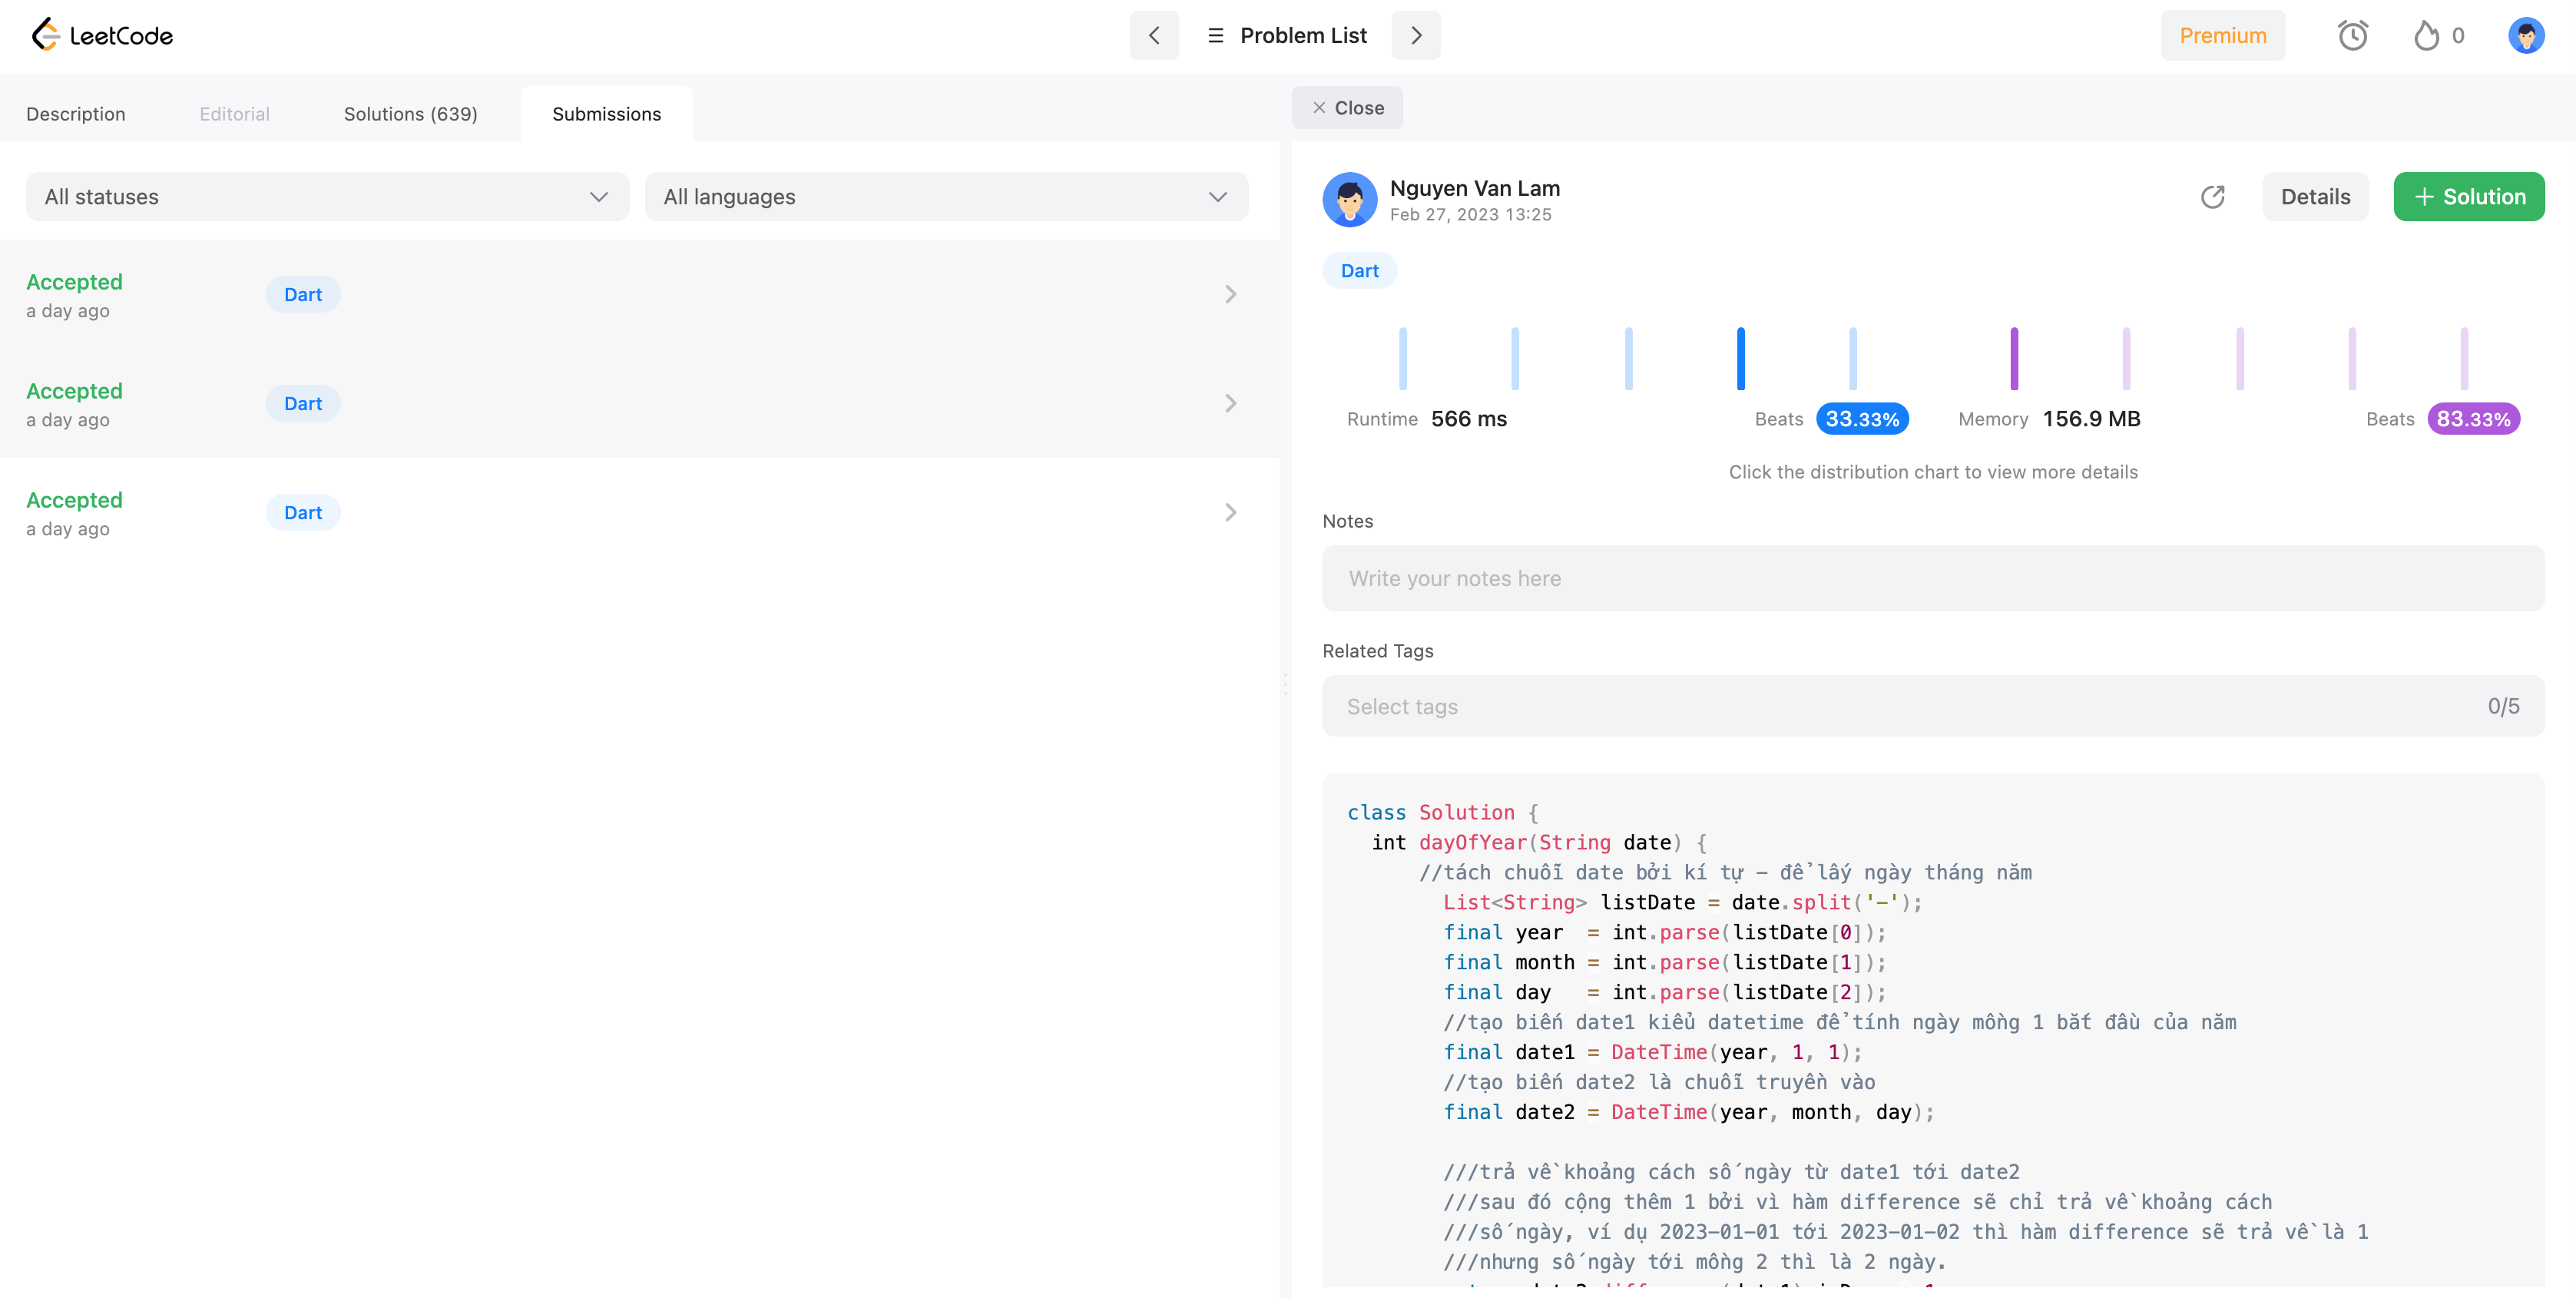 LeetCode
Problem List
Premium
0
Description
Editorial
Solutions (639)
Submissions
Close
All statuses
All languages
Accepted
a day ago
Dart
Accepted
a day ago
Dart
Accepted
a day ago
Dart
Nguyen Van Lam
Feb 27, 2023 13:25
Details
Solution
Dart
Runtime 566 ms
Beats 33.33%
Memory 156.9 MB
Beats 83.33%
Click the distribution chart to view more details
Notes
Write your notes here
Related Tags
Select tags
0/5
class Solution {
int dayOfYear(String date) {
//tách chuỗi date bởi kí tự - để lấy ngày tháng năm
List<String> listDate = date.split('-');
final year  = int.parse(listDate[0]);
final month = int.parse(listDate[1]);
final day   = int.parse(listDate[2]);
//tạo biến date1 kiểu datetime để tính ngày mồng 1 bắt đầu của năm
final date1 = DateTime(year, 1, 1);
//tạo biến date2 là chuỗi truyền vào
final date2 = DateTime(year, month, day);
///trả về khoảng cách số ngày từ date1 tới date2
///sau đó cộng thêm 1 bởi vì hàm difference sẽ chỉ trả về khoảng cách
///số ngày, ví dụ 2023-01-01 tới 2023-01-02 thì hàm difference sẽ trả về là 1
///nhưng số ngày tới mồng 2 thì là 2 ngày.